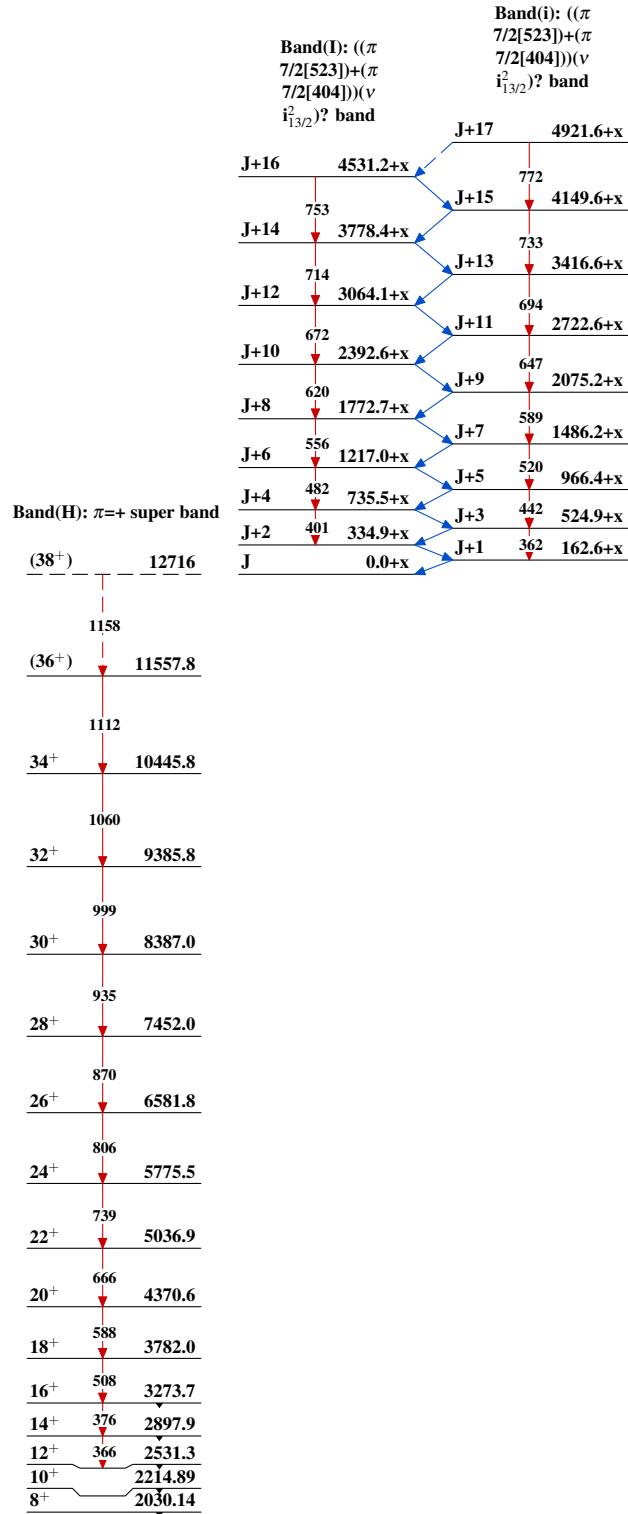 Band(H): π=+ super band
(38⁺) 12716
1158
(36⁺) 11557.8
1112
34⁺ 10445.8
1060
32⁺ 9385.8
999
30⁺ 8387.0
935
28⁺ 7452.0
870
26⁺ 6581.8
806
24⁺ 5775.5
739
22⁺ 5036.9
666
20⁺ 4370.6
588
18⁺ 3782.0
508
16⁺ 3273.7
376
14⁺ 2897.9
366
12⁺ 2531.3
10⁺ 2214.89
8⁺ 2030.14
Band(I): ((π
7/2[523])+(π
7/2[404]))(ν
i²₁₃/₂)? band
J+16 4531.2+x
753
J+14 3778.4+x
714
J+12 3064.1+x
672
J+10 2392.6+x
620
J+8 1772.7+x
556
J+6 1217.0+x
482
J+4 735.5+x
401
J+2 334.9+x
J 0.0+x
Band(i): ((π
7/2[523])+(π
7/2[404]))(ν
i²₁₃/₂)? band
J+17 4921.6+x
772
J+15 4149.6+x
733
J+13 3416.6+x
694
J+11 2722.6+x
647
J+9 2075.2+x
589
J+7 1486.2+x
520
J+5 966.4+x
442
J+3 524.9+x
362
J+1 162.6+x